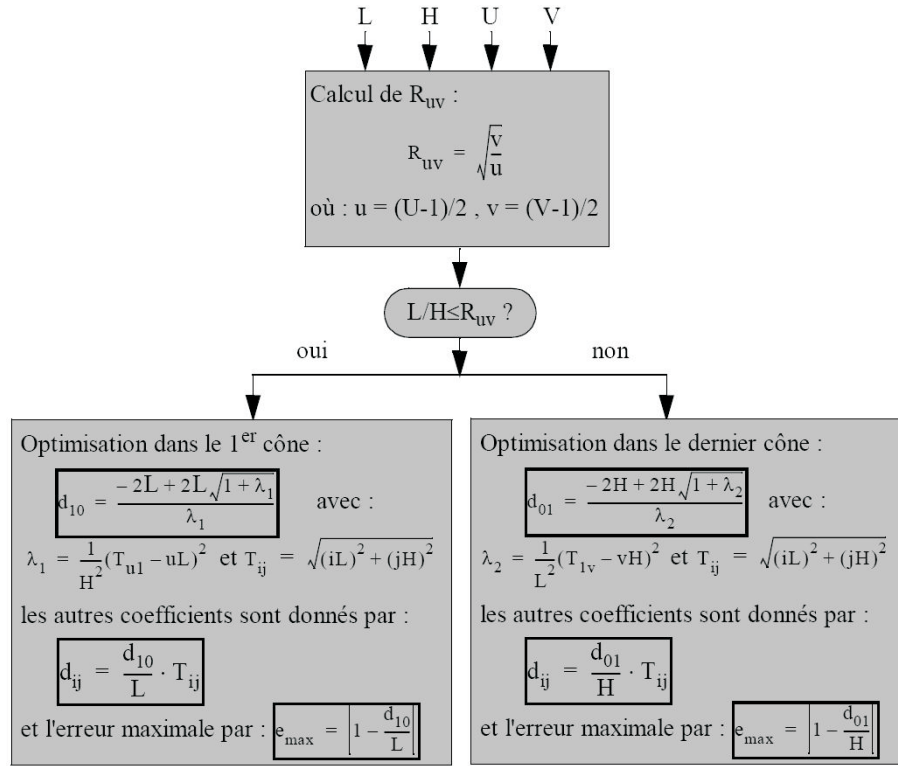 L H U V
Calcul de R_uv :
R_uv = √(v/u)
où : u = (U-1)/2 , v = (V-1)/2
L/H≤R_uv ?
oui
non
Optimisation dans le 1^er cône :
d_10 = (-2L + 2L√(1 + λ_1))/λ_1 avec :
λ_1 = 1/H^2 (T_u1 – uL)^2 et T_ij = √((iL)^2 + (jH)^2)
les autres coefficients sont donnés par :
d_ij = d_10/L · T_ij
et l'erreur maximale par : e_max = |1 – d_10/L|
Optimisation dans le dernier cône :
d_01 = (-2H + 2H√(1 + λ_2))/λ_2 avec :
λ_2 = 1/L^2 (T_1v – vH)^2 et T_ij = √((iL)^2 + (jH)^2)
les autres coefficients sont donnés par :
d_ij = d_01/H · T_ij
et l'erreur maximale par : e_max = |1 – d_01/H|